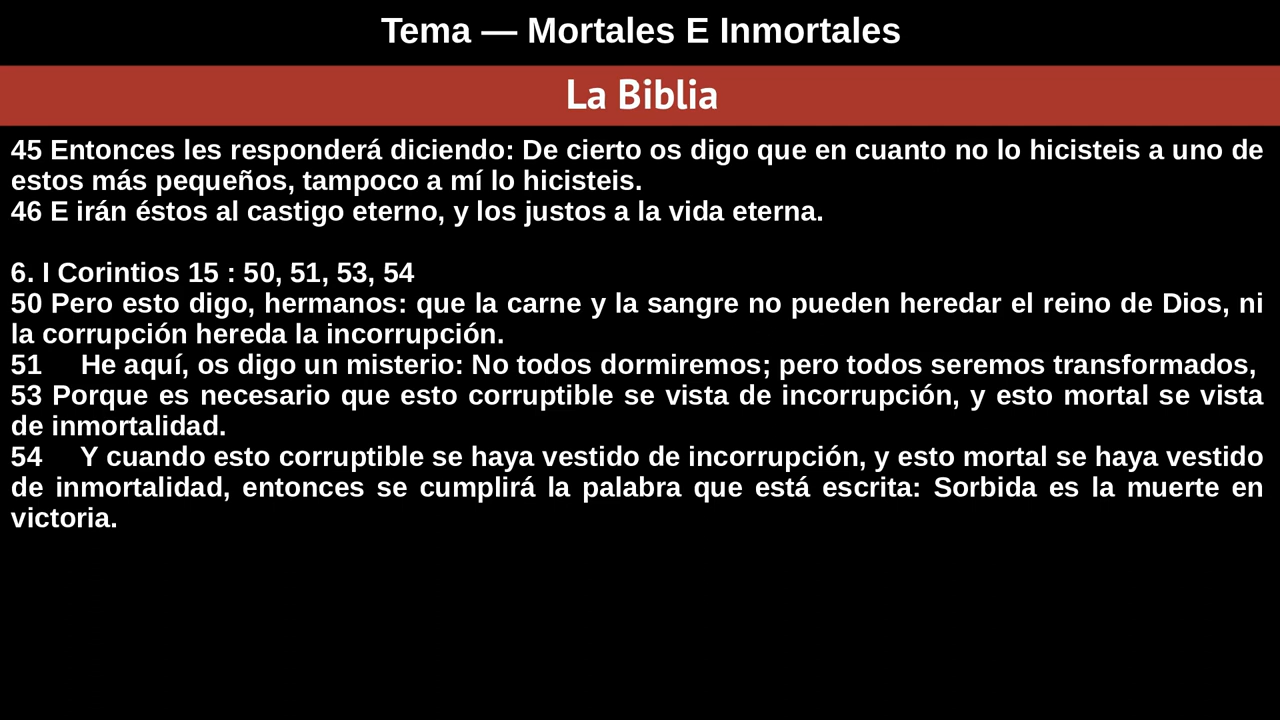 Tema — Mortales E Inmortales
La Biblia
45 Entonces les responderá diciendo: De cierto os digo que en cuanto no lo hicisteis a uno de
estos más pequeños, tampoco a mí lo hicisteis.
46 E irán éstos al castigo eterno, y los justos a la vida eterna.
6. I Corintios 15 : 50, 51, 53, 54
50 Pero esto digo, hermanos: que la carne y la sangre no pueden heredar el reino de Dios, ni
la corrupción hereda la incorrupción.
51 He aquí, os digo un misterio: No todos dormiremos; pero todos seremos transformados,
53 Porque es necesario que esto corruptible se vista de incorrupción, y esto mortal se vista
de inmortalidad.
54 Y cuando esto corruptible se haya vestido de incorrupción, y esto mortal se haya vestido
de inmortalidad, entonces se cumplirá la palabra que está escrita: Sorbida es la muerte en
victoria.